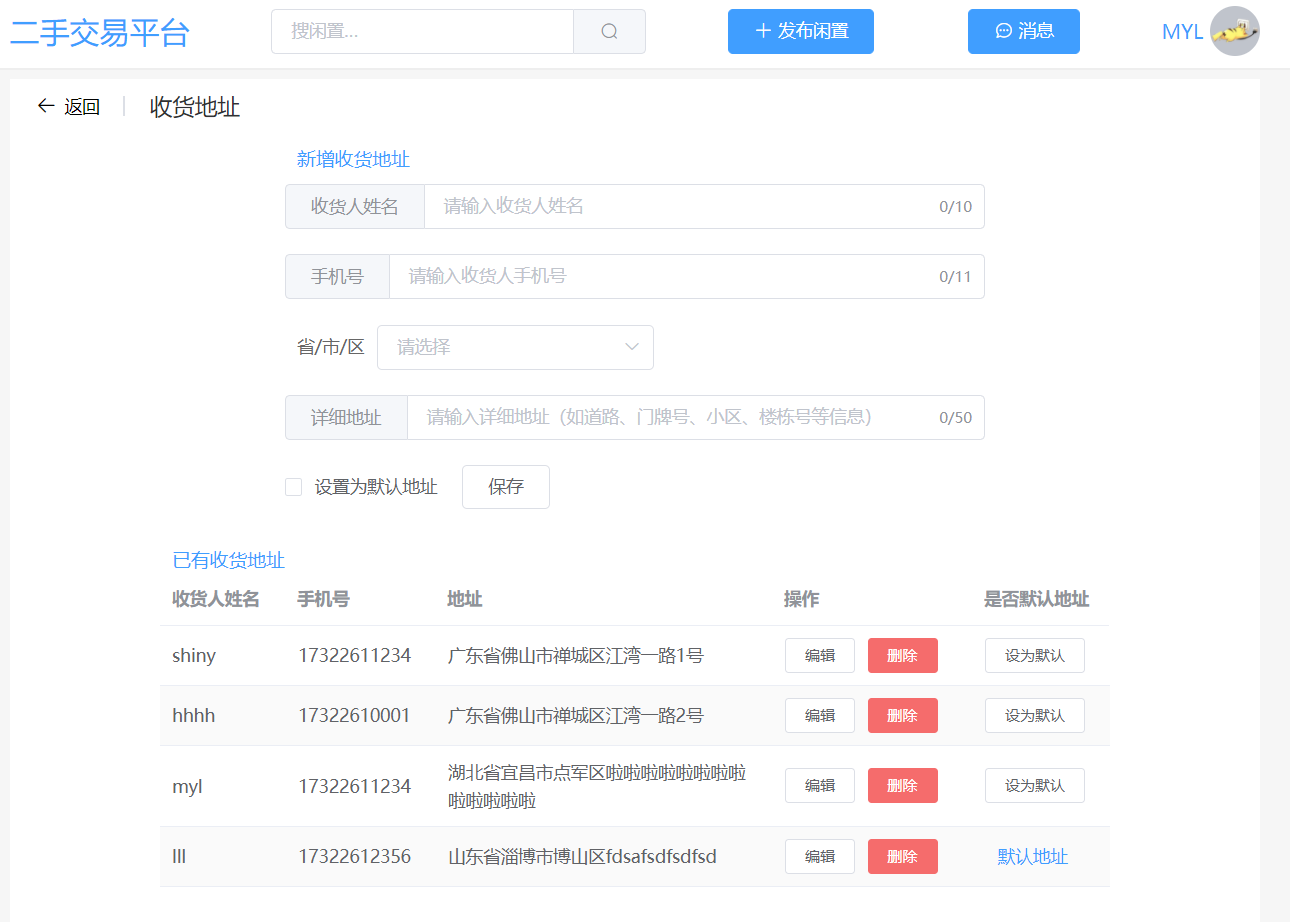 二手交易平台
搜闲置...
发布闲置
消息
MYL
返回
收货地址
新增收货地址
收货人姓名 请输入收货人姓名 0/10
手机号 请输入收货人手机号 0/11
省/市/区 请选择
详细地址 请输入详细地址（如道路、门牌号、小区、楼栋号等信息） 0/50
设置为默认地址 保存
已有收货地址
收货人姓名 手机号 地址 操作 是否默认地址
shiny 17322611234 广东省佛山市禅城区江湾一路1号 编辑 删除 设为默认
hhhh 17322610001 广东省佛山市禅城区江湾一路2号 编辑 删除 设为默认
myl 17322611234 湖北省宜昌市点军区啦啦啦啦啦啦啦啦 编辑 删除 设为默认
啦啦啦啦啦
lll 17322612356 山东省淄博市博山区fdsafsdfsdfsd 编辑 删除 默认地址